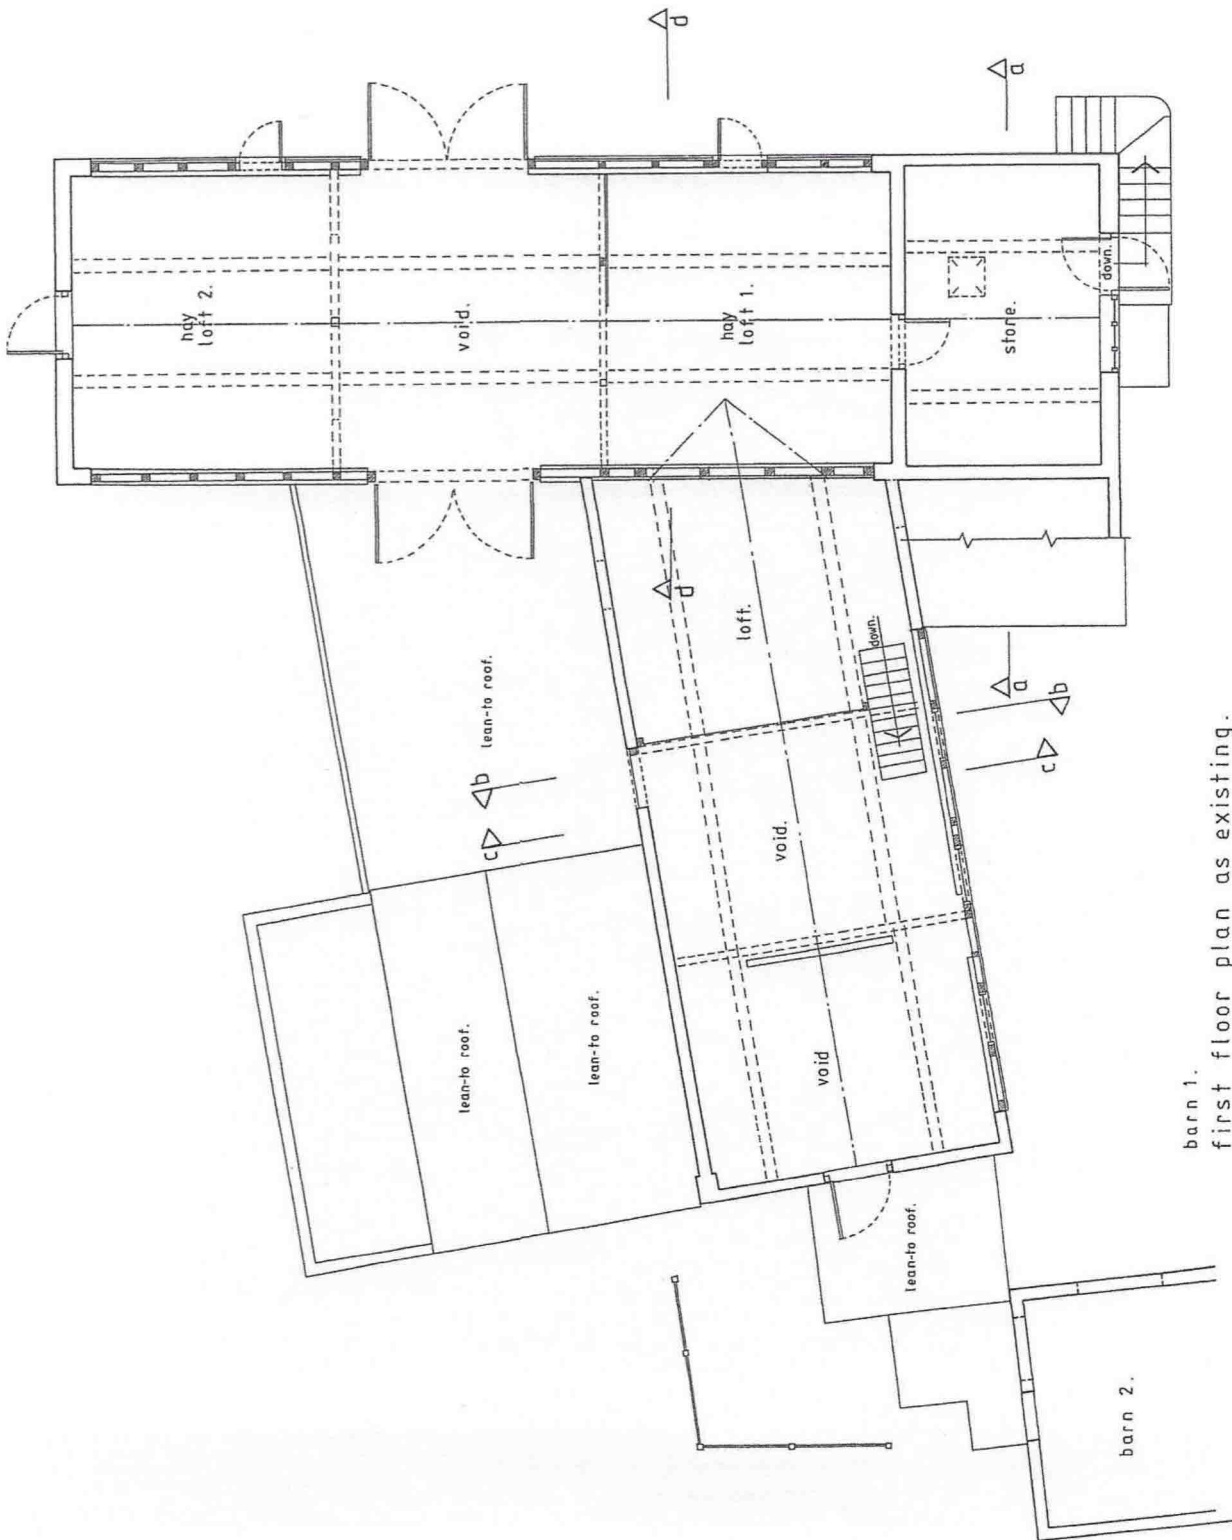 d
a
hay
loft 2.
void.
hay
loft 1.
store.
down.
d
loft.
down.
lean-to roof.
b
c
a
b
c
void.
void
lean-to roof.
lean-to roof.
lean-to roof.
barn 2.
barn 1.
first floor plan as existing.